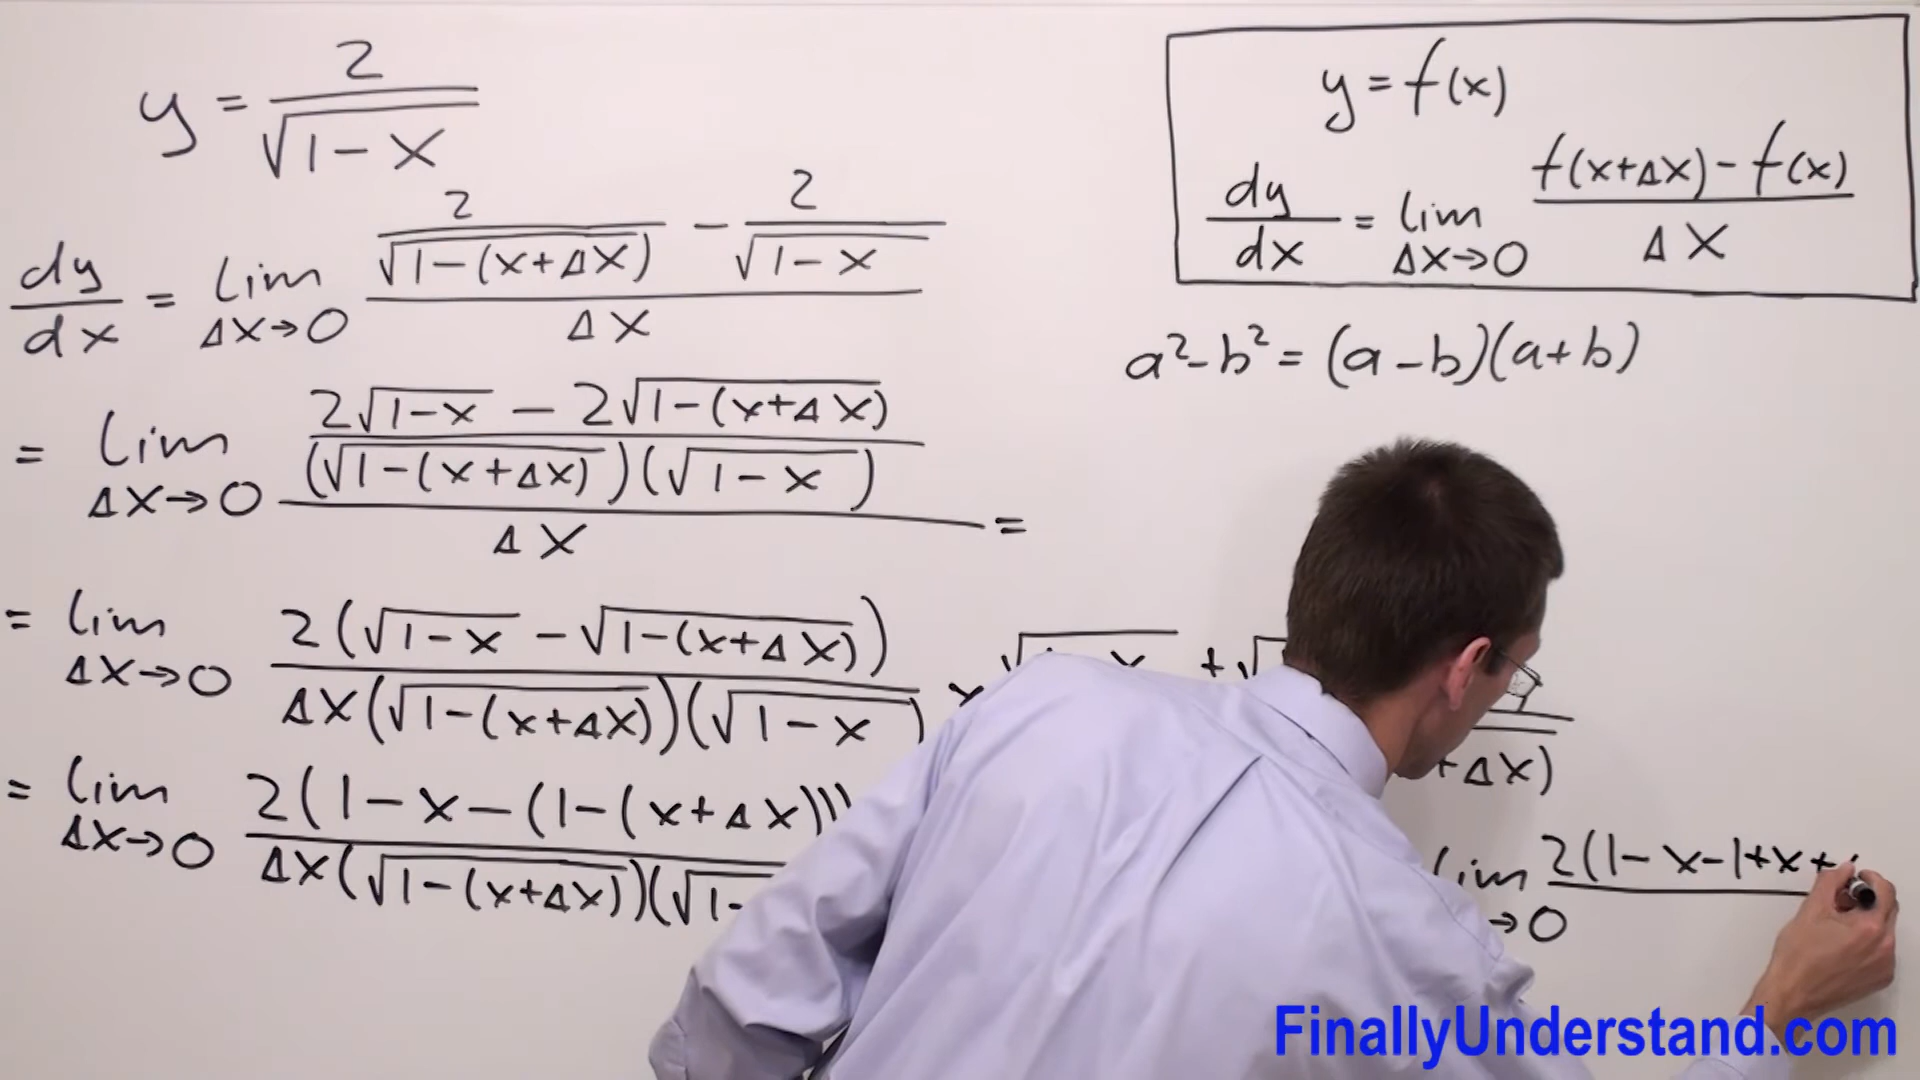 y = 2
√1-x
dy/dx = lim Δx→0 2/√1-(x+Δx) - 2/√1-x
Δx
= lim Δx→0 2√1-x - 2√1-(x+Δx)
(√1-(x+Δx))(√1-x)
Δx =
= lim Δx→0 2(√1-x - √1-(x+Δx))
Δx(√1-(x+Δx))(√1-x)
+√
+Δx)
= lim Δx→0 2(1-x-(1-(x+Δx)))
Δx(√1-(x+Δx))(√1-
lim →0 2(1-x-1+x+
y = f(x)
dy/dx = lim Δx→0 f(x+Δx) - f(x)
Δx
a²-b² = (a-b)(a+b)
FinallyUnderstand.com